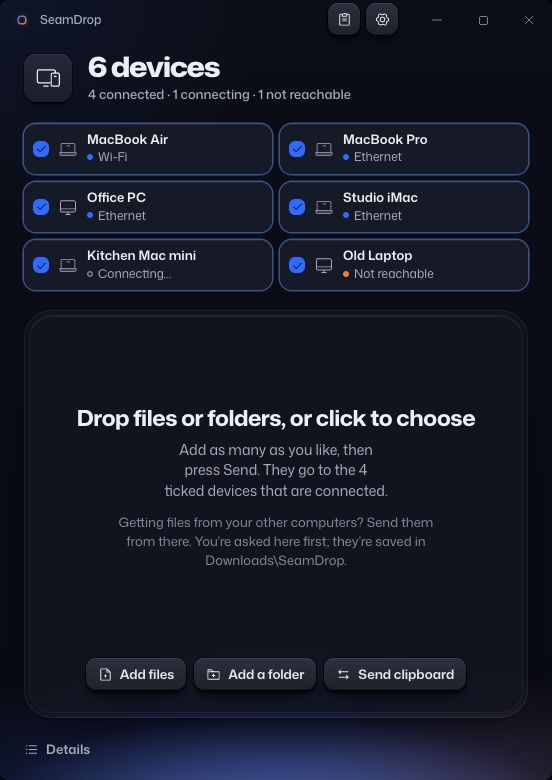 SeamDrop
6 devices
4 connected · 1 connecting · 1 not reachable
MacBook Air
Wi-Fi
MacBook Pro
Ethernet
Office PC
Ethernet
Studio iMac
Ethernet
Kitchen Mac mini
Connecting...
Old Laptop
Not reachable
Drop files or folders, or click to choose
Add as many as you like, then
press Send. They go to the 4
ticked devices that are connected.
Getting files from your other computers? Send them
from there. You're asked here first; they're saved in
Downloads\SeamDrop.
Add files
Add a folder
Send clipboard
Details